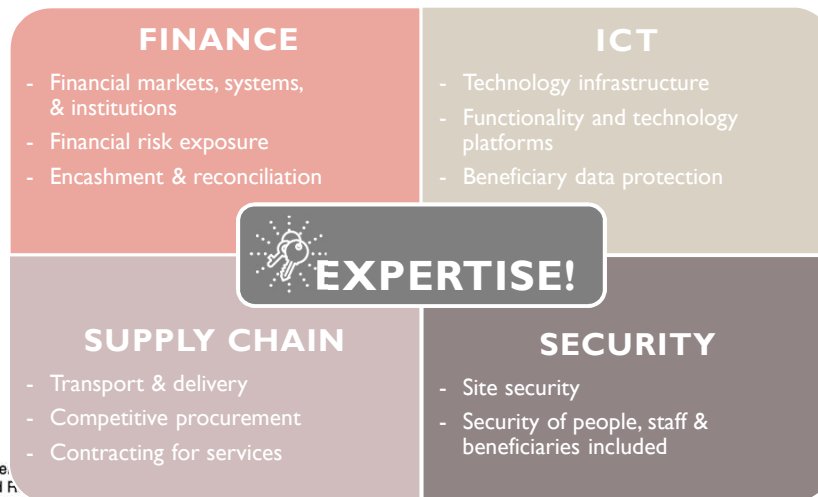 FINANCE
- Financial markets, systems,
& institutions
- Financial risk exposure
- Encashment & reconciliation
ICT
- Technology infrastructure
- Functionality and technology
platforms
- Beneficiary data protection
EXPERTISE!
SUPPLY CHAIN
- Transport & delivery
- Competitive procurement
- Contracting for services
SECURITY
- Site security
- Security of people, staff &
beneficiaries included